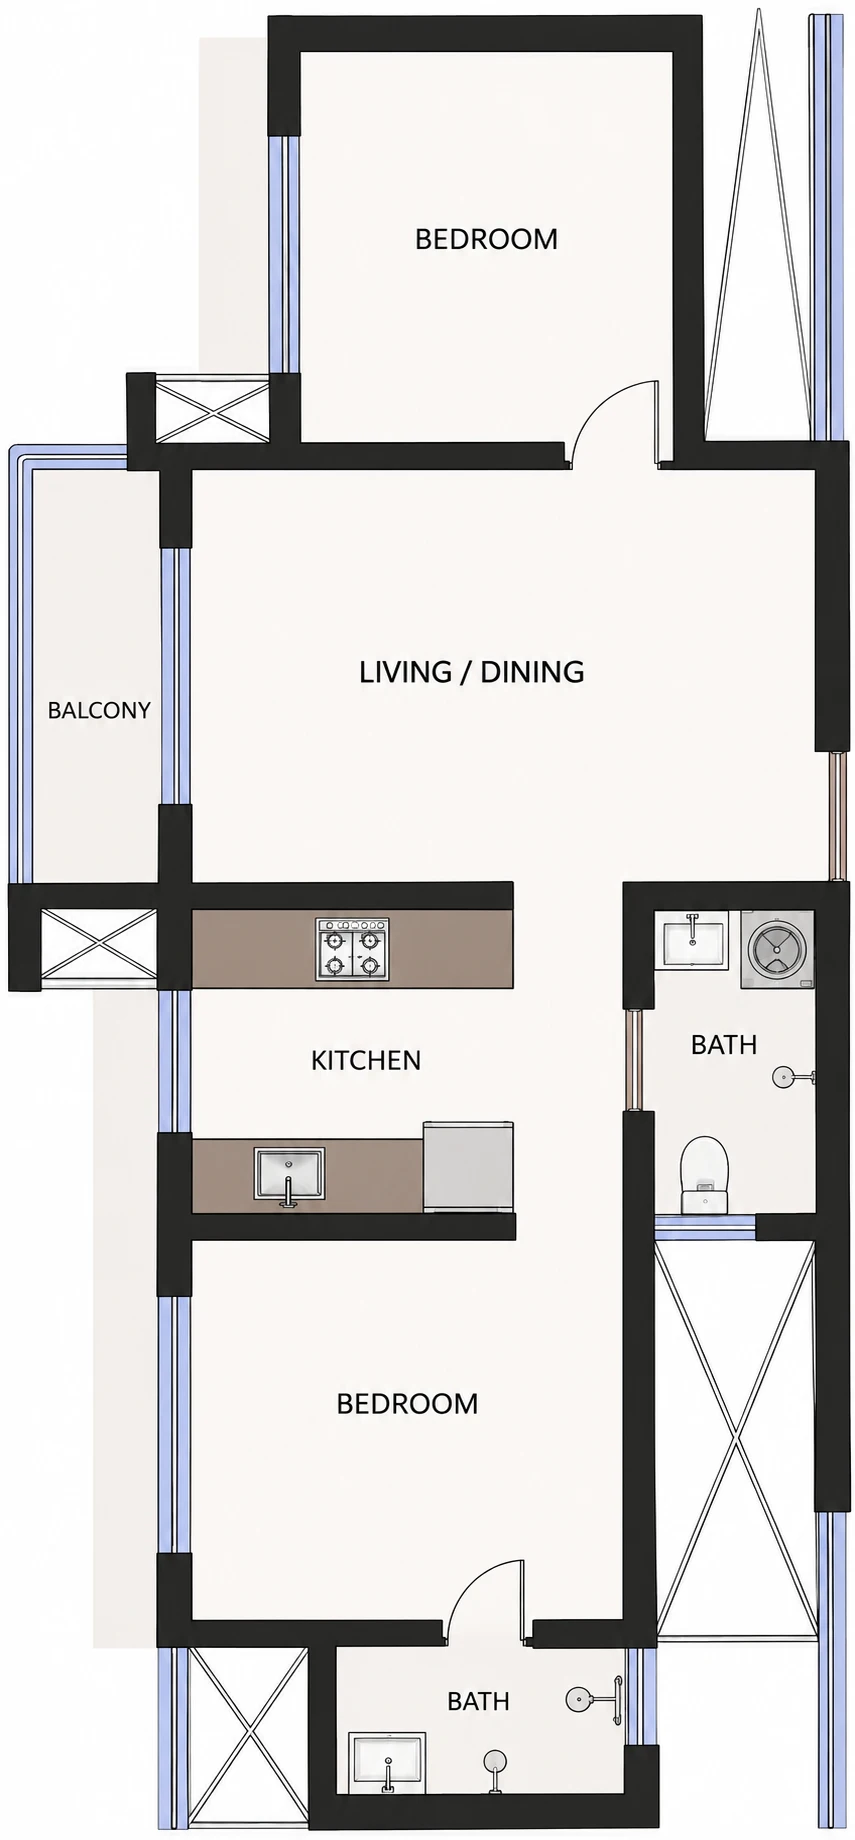 BEDROOM
LIVING / DINING
BALCONY
KITCHEN
BATH
BEDROOM
BATH